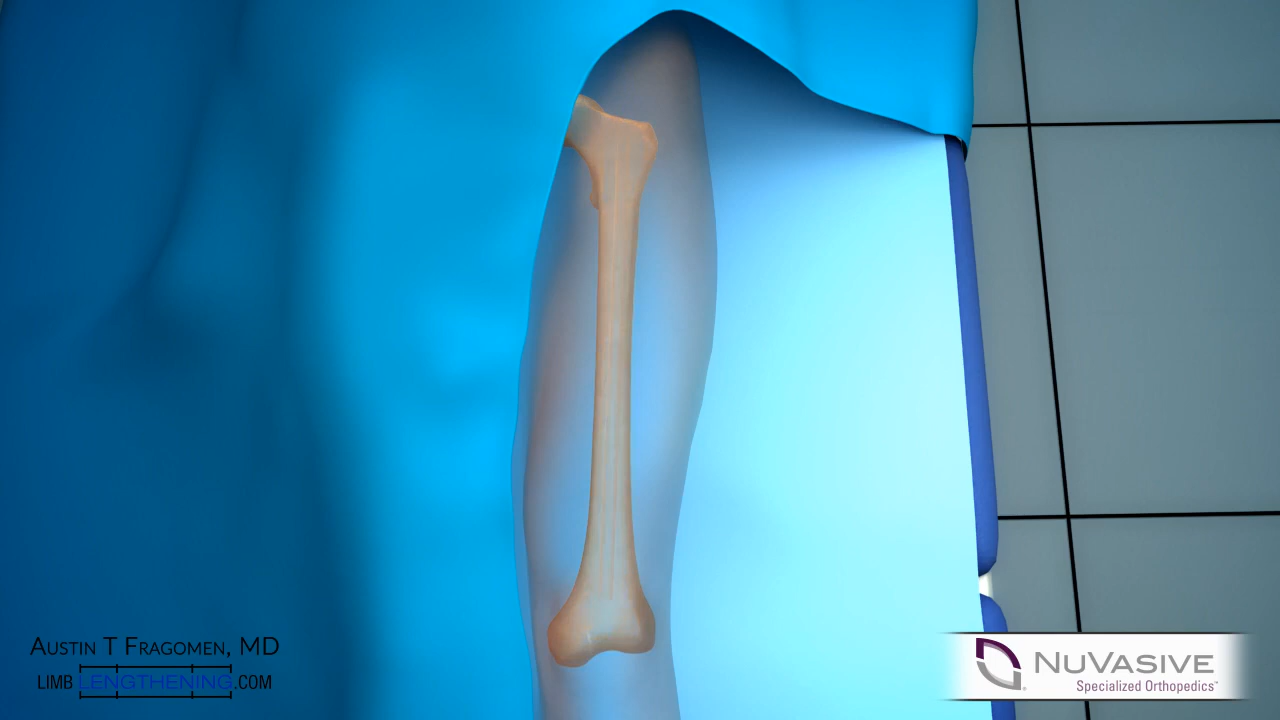 Austin T Fragomen, MD
LIMB LENGTHENING.COM
NuVasive
Specialized Orthopedics™